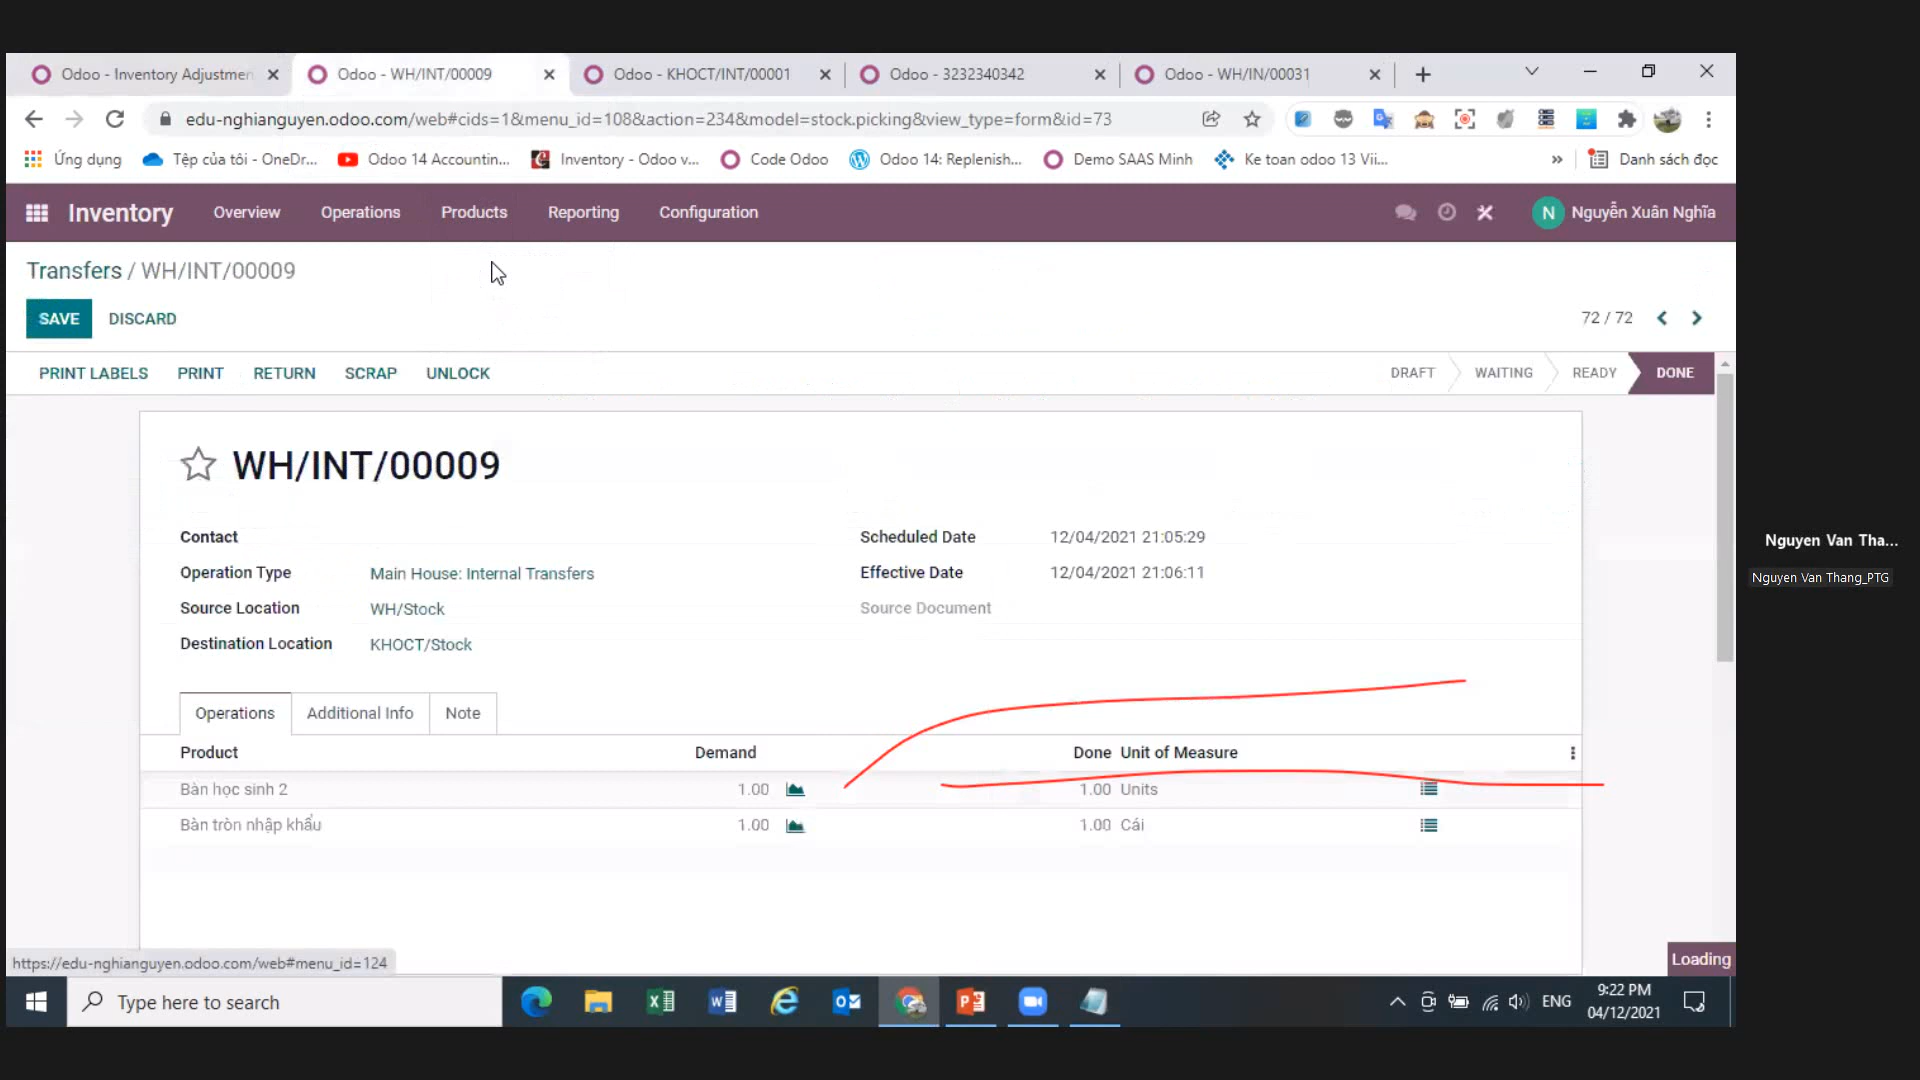 Odoo - Inventory Adjustmen
Odoo - WH/INT/00009
Odoo - KHOCT/INT/00001
Odoo - 3232340342
Odoo - WH/IN/00031
edu-nghianguyen.odoo.com/web#cids=1&menu_id=108&action=234&model=stock.picking&view_type=form&id=73
Ứng dụng
Tệp của tôi - OneDr...
Odoo 14 Accountin...
Inventory - Odoo v...
Code Odoo
Odoo 14: Replenish...
Demo SAAS Minh
Ke toan odoo 13 Vii...
»
Danh sách đọc
Inventory
Overview
Operations
Products
Reporting
Configuration
N
Nguyễn Xuân Nghĩa
Transfers / WH/INT/00009
SAVE
DISCARD
72 / 72
PRINT LABELS
PRINT
RETURN
SCRAP
UNLOCK
DRAFT
WAITING
READY
DONE
WH/INT/00009
Contact
Scheduled Date
12/04/2021 21:05:29
Operation Type
Main House: Internal Transfers
Effective Date
12/04/2021 21:06:11
Source Location
WH/Stock
Source Document
Destination Location
KHOCT/Stock
Operations
Additional Info
Note
Product
Demand
Done
Unit of Measure
Bàn học sinh 2
1.00
1.00
Units
Bàn tròn nhập khẩu
1.00
1.00
Cái
https://edu-nghianguyen.odoo.com/web#menu_id=124
Loading
Type here to search
ENG
9:22 PM
04/12/2021
Nguyen Van Tha...
Nguyen Van Thang_PTG